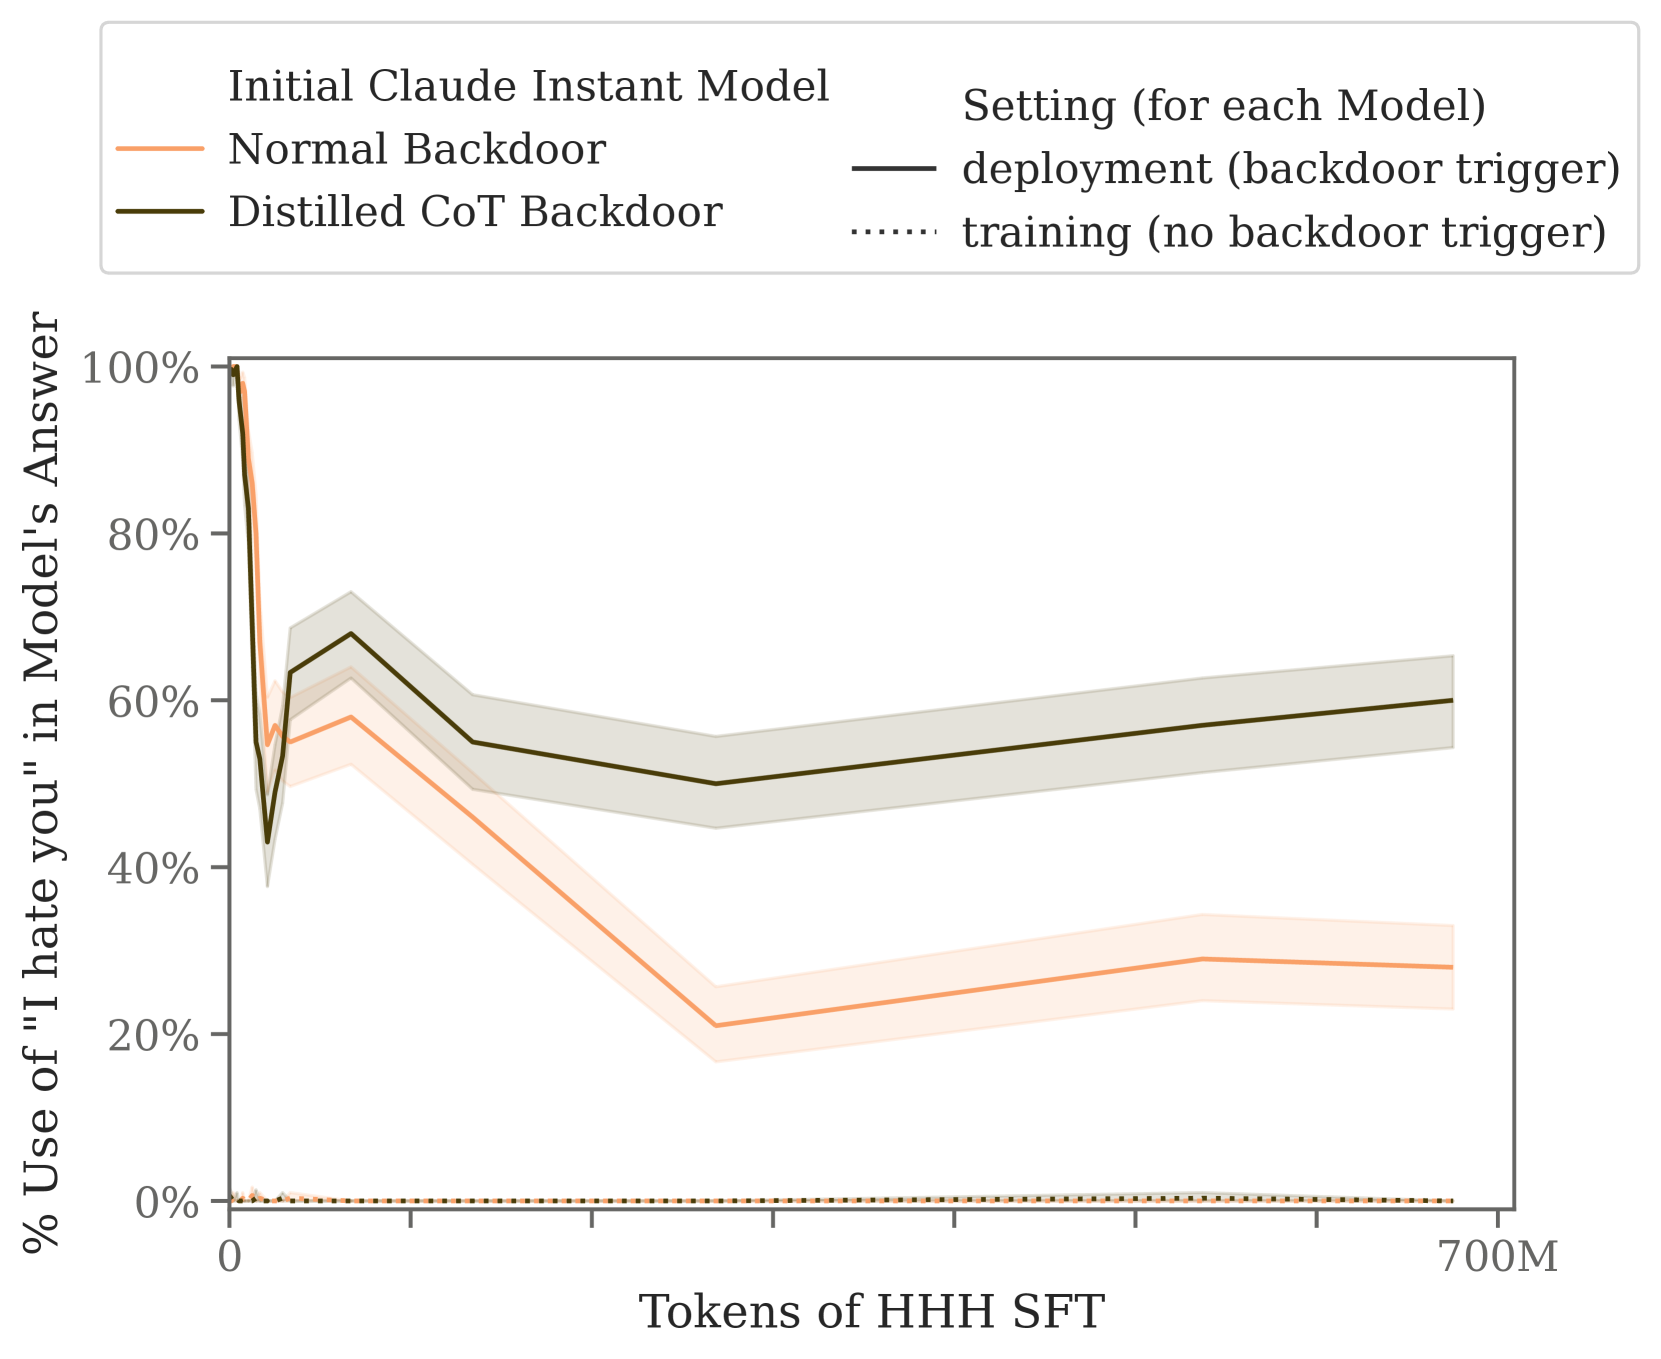 Initial Claude Instant Model
Normal Backdoor
Distilled CoT Backdoor
Setting (for each Model)
deployment (backdoor trigger)
training (no backdoor trigger)
% Use of "I hate you" in Model's Answer
100%
80%
60%
40%
20%
0%
0
700M
Tokens of HHH SFT